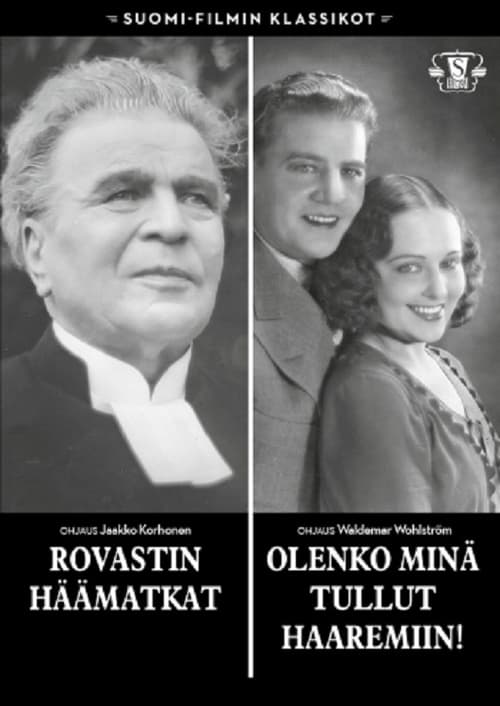 SUOMI-FILMIN KLASSIKOT
S
OHJAUS Jaakko Korhonen
ROVASTIN
HÄÄMATKAT
OHJAUS Waldemar Wohlström
OLENKO MINÄ
TULLUT
HAAREMIIN!